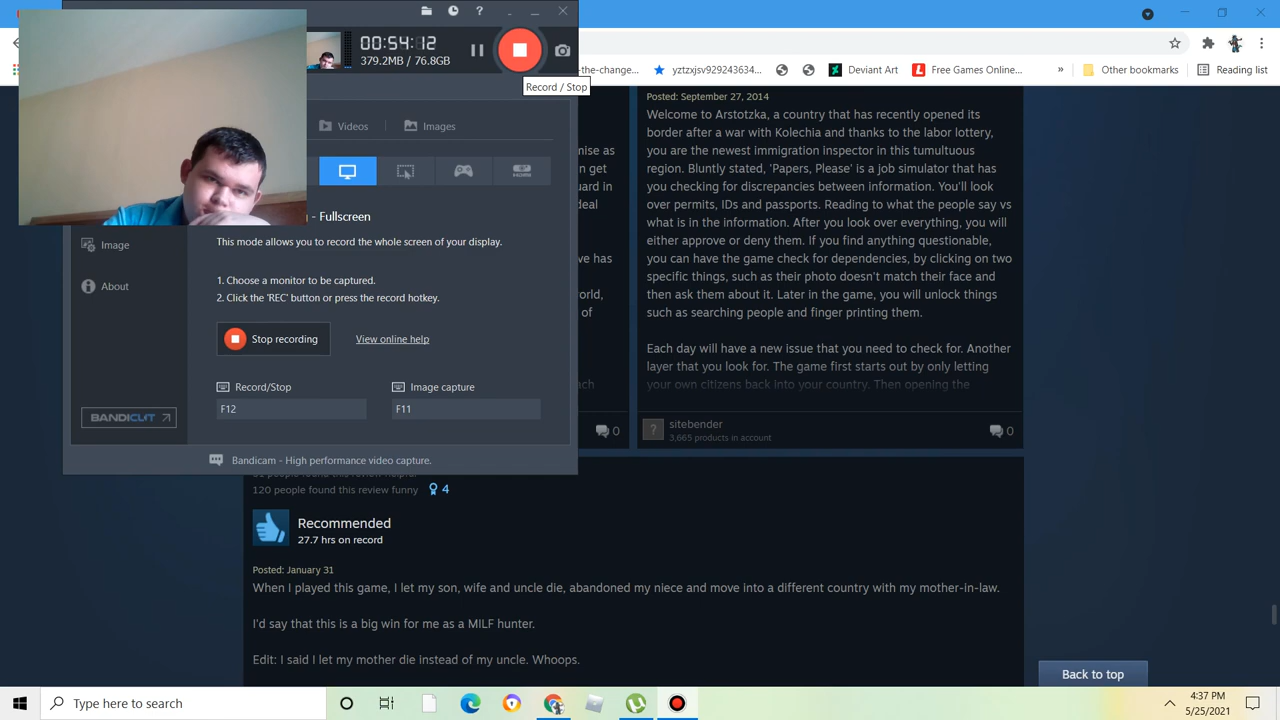 00:54:12
379.2MB / 76.8GB
Record / Stop
Videos
Images
- Fullscreen
This mode allows you to record the whole screen of your display.
1. Choose a monitor to be captured.
2. Click the 'REC' button or press the record hotkey.
Stop recording
View online help
Record/Stop
Image capture
F12
F11
Image
About
BANDICUT
Bandicam - High performance video capture.
-the-change...
yztzxjsv929243634...
Deviant Art
Free Games Online...
»
Other bookmarks
Reading list
Posted: September 27, 2014
Welcome to Arstotzka, a country that has recently opened its
border after a war with Kolechia and thanks to the labor lottery,
you are the newest immigration inspector in this tumultuous
region. Bluntly stated, 'Papers, Please' is a job simulator that has
you checking for discrepancies between information. You'll look
over permits, IDs and passports. Reading to what the people say vs
what is in the information. After you look over everything, you will
either approve or deny them. If you find anything questionable,
you can have the game check for dependencies, by clicking on two
specific things, such as their photo doesn't match their face and
then ask them about it. Later in the game, you will unlock things
such as searching people and finger printing them.
Each day will have a new issue that you need to check for. Another
layer that you look for. The game first starts out by only letting
your own citizens back into your country. Then opening the
sitebender
3,665 products in account
0
0
120 people found this review funny
4
Recommended
27.7 hrs on record
Posted: January 31
When I played this game, I let my son, wife and uncle die, abandoned my niece and move into a different country with my mother-in-law.
I'd say that this is a big win for me as a MILF hunter.
Edit: I said I let my mother die instead of my uncle. Whoops.
Back to top
Type here to search
4:37 PM
5/25/2021